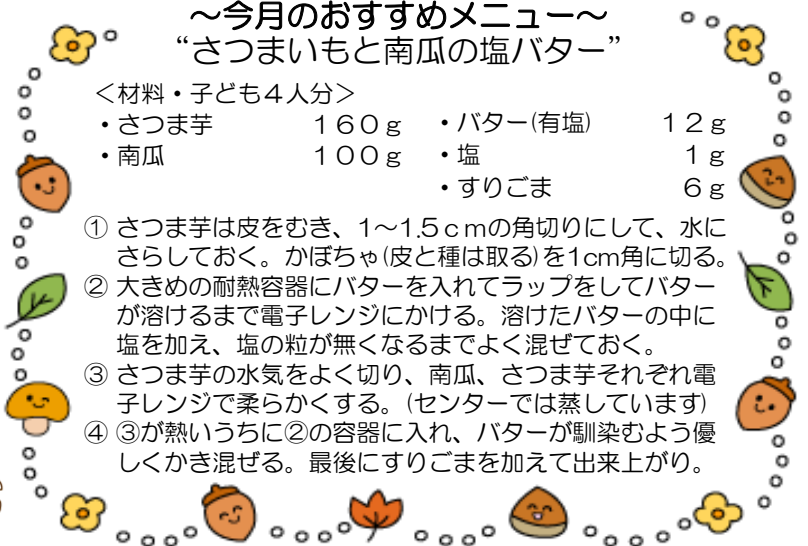 ～今月のおすすめメニュー～
“さつまいもと南瓜の塩バター”
＜材料・子ども４人分＞
・さつま芋　１６０ｇ　・バター(有塩)　１２ｇ
・南瓜　１００ｇ　・塩　１ｇ
・すりごま　６ｇ
① さつま芋は皮をむき、1～1.5ｃｍの角切りにして、水に
さらしておく。かぼちゃ(皮と種は取る)を1cm角に切る。
② 大きめの耐熱容器にバターを入れてラップをしてバター
が溶けるまで電子レンジにかける。溶けたバターの中に
塩を加え、塩の粒が無くなるまでよく混ぜておく。
③ さつま芋の水気をよく切り、南瓜、さつま芋それぞれ電
子レンジで柔らかくする。(センターでは蒸しています)
④ ③が熱いうちに②の容器に入れ、バターが馴染むよう優
しくかき混ぜる。最後にすりごまを加えて出来上がり。